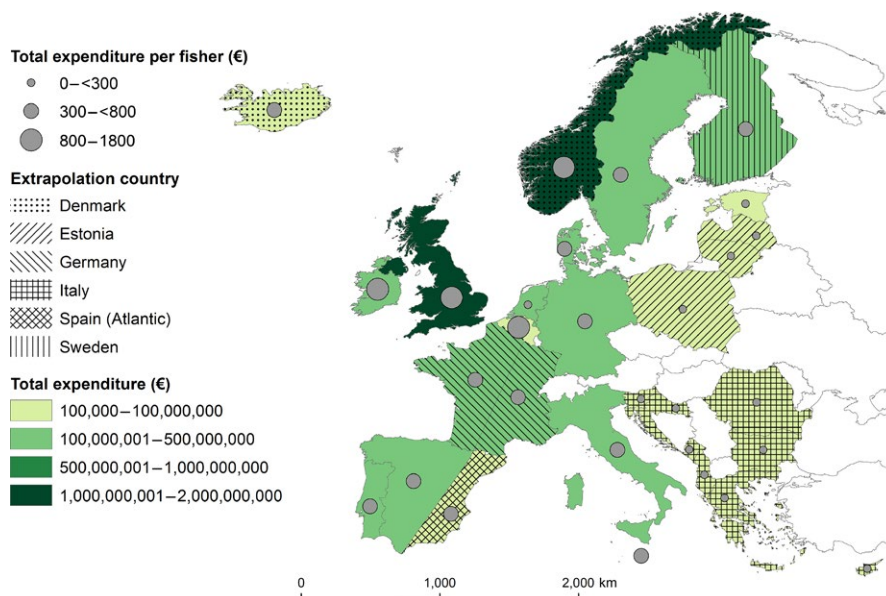 Total expenditure per fisher (€)
0–<300
300–<800
800–1800
Extrapolation country
Denmark
Estonia
Germany
Italy
Spain (Atlantic)
Sweden
Total expenditure (€)
100,000–100,000,000
100,000,001–500,000,000
500,000,001–1,000,000,000
1,000,000,001–2,000,000,000
0 1,000 2,000 km